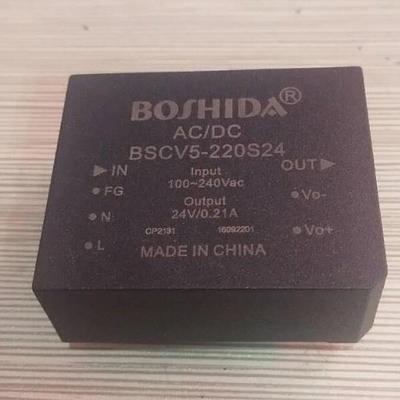 BOSHIDA®
AC/DC
BSCV5-220S24
▷IN Input OUT▷
100~240Vac
• FG Output Vo-
• N 24V/0.21A
CP2131 16092201 Vo+
• L
MADE IN CHINA